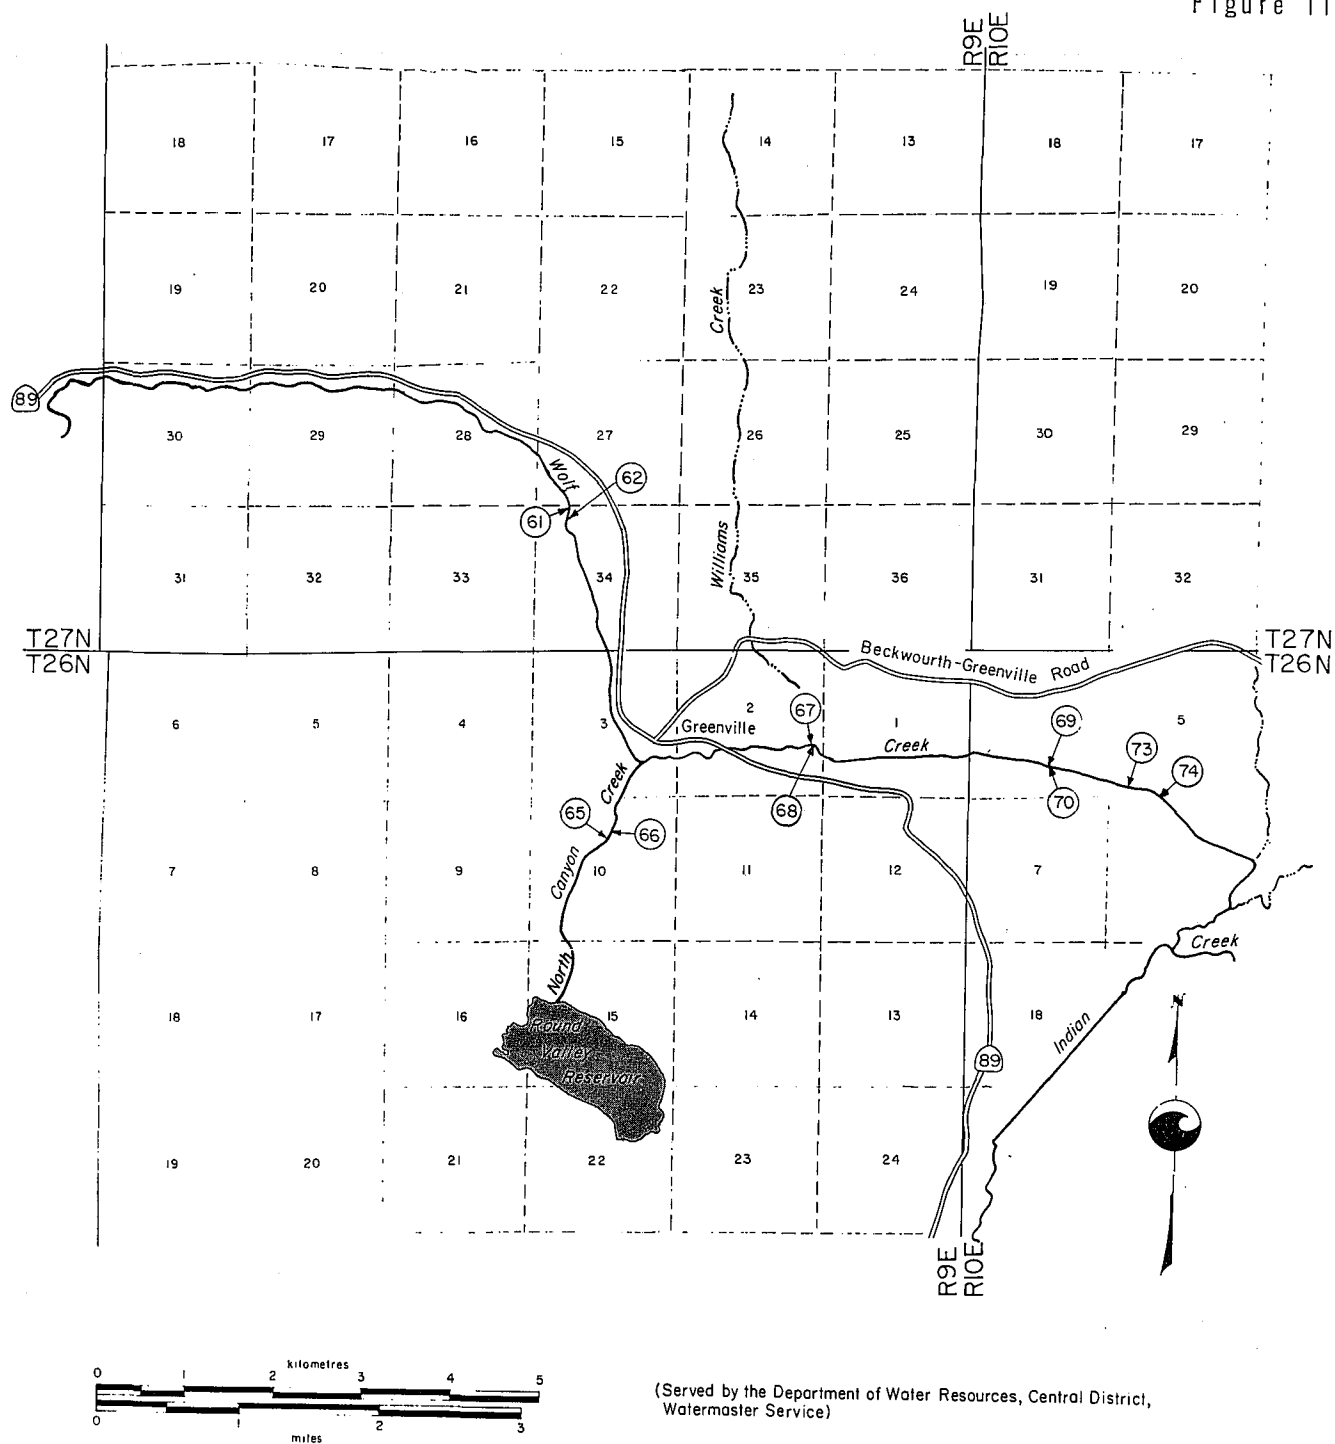 Figure 11
R9E
R10E
18
17
16
15
14
13
18
17
19
20
21
22
Creek
23
24
19
20
89
30
29
28
27
26
25
30
29
Wolf
62
61
31
32
33
34
Williams
35
36
31
32
T27N
T26N
Beckwourth-Greenville Road
T27N
T26N
6
5
4
3
2
67
1
69
5
Greenville
Creek
73
74
Creek
65
66
68
70
7
8
9
Canyon
10
11
12
7
Creek
North
18
17
16
15
14
13
18
Indian
N
Round
Valley
Reservoir
89
19
20
21
22
23
24
R9E
R10E
kilometres
0 1 2 3 4 5
0 1 2 3
miles
(Served by the Department of Water Resources, Central District,
Watermaster Service)